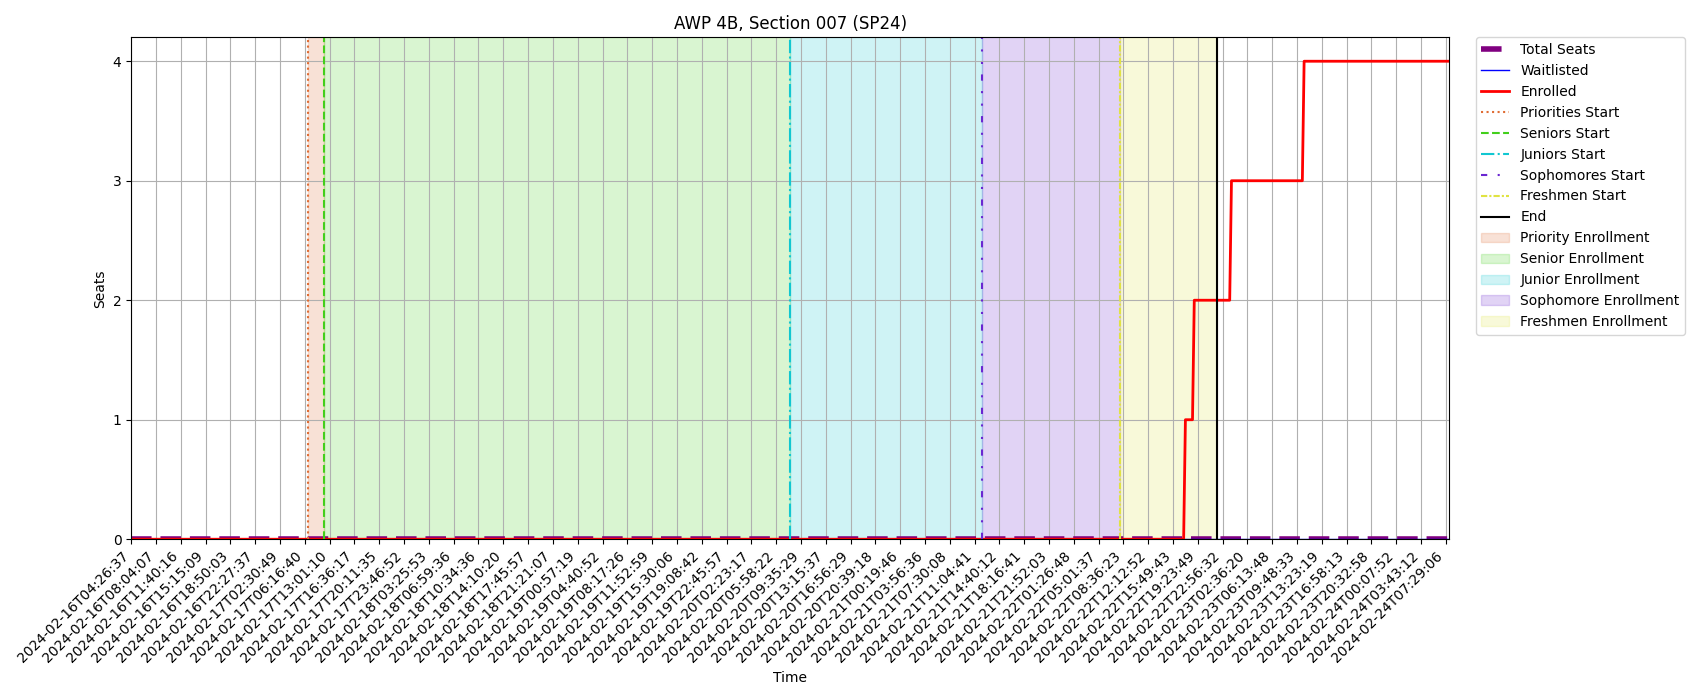 AWP 4B, Section 007 (SP24)
Total Seats
Waitlisted
Enrolled
Priorities Start
Seniors Start
Juniors Start
Sophomores Start
Freshmen Start
End
Priority Enrollment
Senior Enrollment
Junior Enrollment
Sophomore Enrollment
Freshmen Enrollment
Seats
4
3
2
1
0
2024-02-16T04:26:37
2024-02-16T08:04:07
2024-02-16T11:40:16
2024-02-16T15:15:09
2024-02-16T18:50:03
2024-02-16T22:27:37
2024-02-17T02:30:49
2024-02-17T06:16:40
2024-02-17T13:01:10
2024-02-17T16:36:17
2024-02-17T20:11:35
2024-02-17T23:46:52
2024-02-18T03:25:53
2024-02-18T06:59:36
2024-02-18T10:34:36
2024-02-18T14:10:20
2024-02-18T17:45:57
2024-02-18T21:21:07
2024-02-19T00:57:19
2024-02-19T04:40:52
2024-02-19T08:17:26
2024-02-19T11:52:59
2024-02-19T15:30:06
2024-02-19T19:08:42
2024-02-19T22:45:57
2024-02-20T02:23:17
2024-02-20T05:58:22
2024-02-20T09:35:29
2024-02-20T13:15:37
2024-02-20T16:56:29
2024-02-20T20:39:18
2024-02-21T00:19:46
2024-02-21T03:56:36
2024-02-21T07:30:08
2024-02-21T11:04:41
2024-02-21T14:40:12
2024-02-21T18:16:41
2024-02-21T21:52:03
2024-02-22T01:26:48
2024-02-22T05:01:37
2024-02-22T08:36:23
2024-02-22T12:12:52
2024-02-22T15:49:43
2024-02-22T19:23:49
2024-02-22T22:56:32
2024-02-23T02:36:20
2024-02-23T06:13:48
2024-02-23T09:48:33
2024-02-23T13:23:19
2024-02-23T16:58:13
2024-02-23T20:32:58
2024-02-24T00:07:52
2024-02-24T03:43:12
2024-02-24T07:29:06
Time